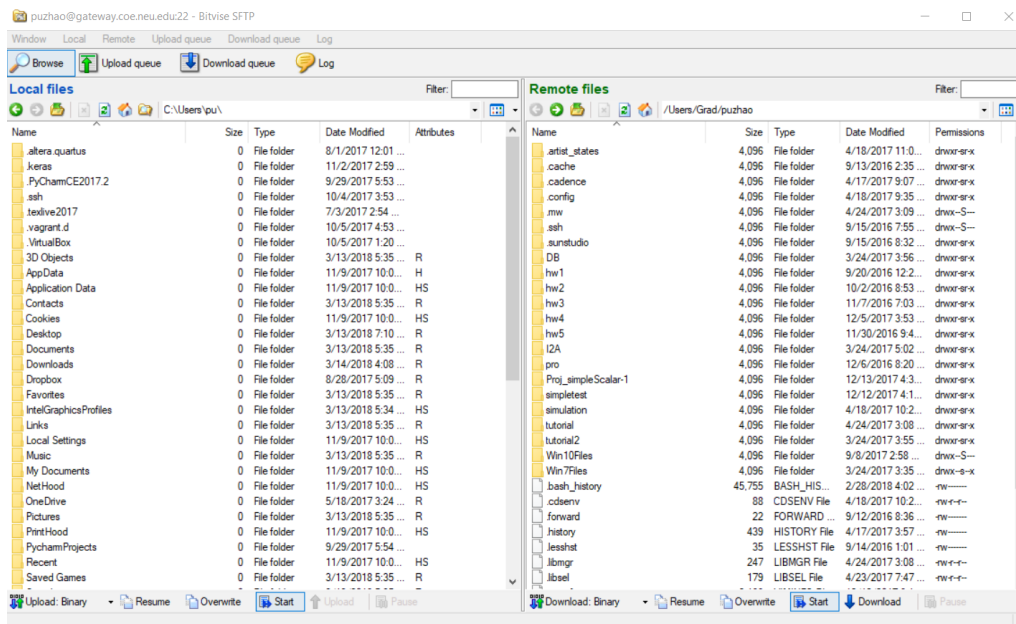 puzhao@gateway.coe.neu.edu:22 - Bitvise SFTP
Window Local Remote Upload queue Download queue Log
Browse Upload queue Download queue Log
Local files Filter: Remote files Filter:
C:\Users\pu\ /Users/Grad/puzhao
Name Size Type Date Modified Attributes Name Size Type Date Modified Permissions
.altera.quartus 0 File folder 8/1/2017 12:01 ... .artist_states 4,096 File folder 4/18/2017 11:0... drwxr-sr-x
.keras 0 File folder 11/2/2017 2:59 ... .cache 4,096 File folder 9/13/2016 2:35 ... drwxr-sr-x
.PyCharmCE2017.2 0 File folder 9/29/2017 5:53 ... .cadence 4,096 File folder 4/17/2017 9:07 ... drwxr-sr-x
.ssh 0 File folder 10/4/2017 3:53 ... .config 4,096 File folder 4/18/2017 9:35 ... drwxr-sr-x
.texlive2017 0 File folder 7/3/2017 2:54 ... .mw 4,096 File folder 4/24/2017 3:09 ... drwx--S---
.vagrant.d 0 File folder 10/5/2017 4:53 ... .ssh 4,096 File folder 9/15/2016 7:55 ... drwx--S---
.VirtualBox 0 File folder 10/5/2017 1:20 ... .sunstudio 4,096 File folder 9/15/2016 8:32 ... drwxr-sr-x
3D Objects 0 File folder 3/13/2018 5:35 ... R DB 4,096 File folder 3/24/2017 3:56 ... drwxr-sr-x
AppData 0 File folder 11/9/2017 10:0... H hw1 4,096 File folder 9/20/2016 12:2... drwxr-sr-x
Application Data 0 File folder 11/9/2017 10:0... HS hw2 4,096 File folder 10/2/2016 8:53 ... drwxr-sr-x
Contacts 0 File folder 3/13/2018 5:35 ... R hw3 4,096 File folder 11/7/2016 7:03 ... drwxr-sr-x
Cookies 0 File folder 11/9/2017 10:0... HS hw4 4,096 File folder 12/5/2017 3:53 ... drwxr-sr-x
Desktop 0 File folder 3/13/2018 7:10 ... R hw5 4,096 File folder 11/30/2016 9:4... drwxr-sr-x
Documents 0 File folder 3/13/2018 5:35 ... R I2A 4,096 File folder 3/24/2017 5:02 ... drwxr-sr-x
Downloads 0 File folder 3/14/2018 4:08 ... R pro 4,096 File folder 12/6/2016 8:20 ... drwxr-sr-x
Dropbox 0 File folder 8/28/2017 5:09 ... R Proj_simpleScalar-1 4,096 File folder 12/13/2017 4:3... drwxr-sr-x
Favorites 0 File folder 3/13/2018 5:35 ... R simpletest 4,096 File folder 12/12/2017 4:1... drwxr-sr-x
IntelGraphicsProfiles 0 File folder 3/13/2018 5:34 ... HS simulation 4,096 File folder 4/18/2017 10:2... drwxr-sr-x
Links 0 File folder 3/13/2018 5:35 ... R tutorial 4,096 File folder 4/24/2017 3:08 ... drwxr-sr-x
Local Settings 0 File folder 11/9/2017 10:0... HS tutorial2 4,096 File folder 3/24/2017 3:55 ... drwxr-sr-x
Music 0 File folder 3/13/2018 5:35 ... R Win10Files 4,096 File folder 9/8/2017 2:58 ... drwx--S---
My Documents 0 File folder 11/9/2017 10:0... HS Win7Files 4,096 File folder 3/24/2017 3:35 ... drwx--s--x
NetHood 0 File folder 11/9/2017 10:0... HS .bash_history 45,755 BASH_HIS... 2/28/2018 4:02 ... -rw-------
OneDrive 0 File folder 5/18/2017 3:24 ... R .cdsenv 88 CDSENV File 4/18/2017 10:2... -rw-r--r--
Pictures 0 File folder 3/13/2018 5:35 ... R .forward 22 FORWARD ... 9/12/2016 8:36 ... -rw-------
PrintHood 0 File folder 11/9/2017 10:0... HS .history 439 HISTORY File 4/17/2017 3:57 ... -rw-------
PycharmProjects 0 File folder 9/29/2017 5:54 ... .lesshst 35 LESSHST File 9/14/2016 1:01 ... -rw-------
Recent 0 File folder 11/9/2017 10:0... HS .libmgr 247 LIBMGR File 4/24/2017 3:08 ... -rw-r--r--
Saved Games 0 File folder 3/13/2018 5:35 ... R .libsel 179 LIBSEL File 4/23/2017 7:47 ... -rw-r--r--
Upload: Binary Resume Overwrite Start Upload Pause Download: Binary Resume Overwrite Start Download Pause